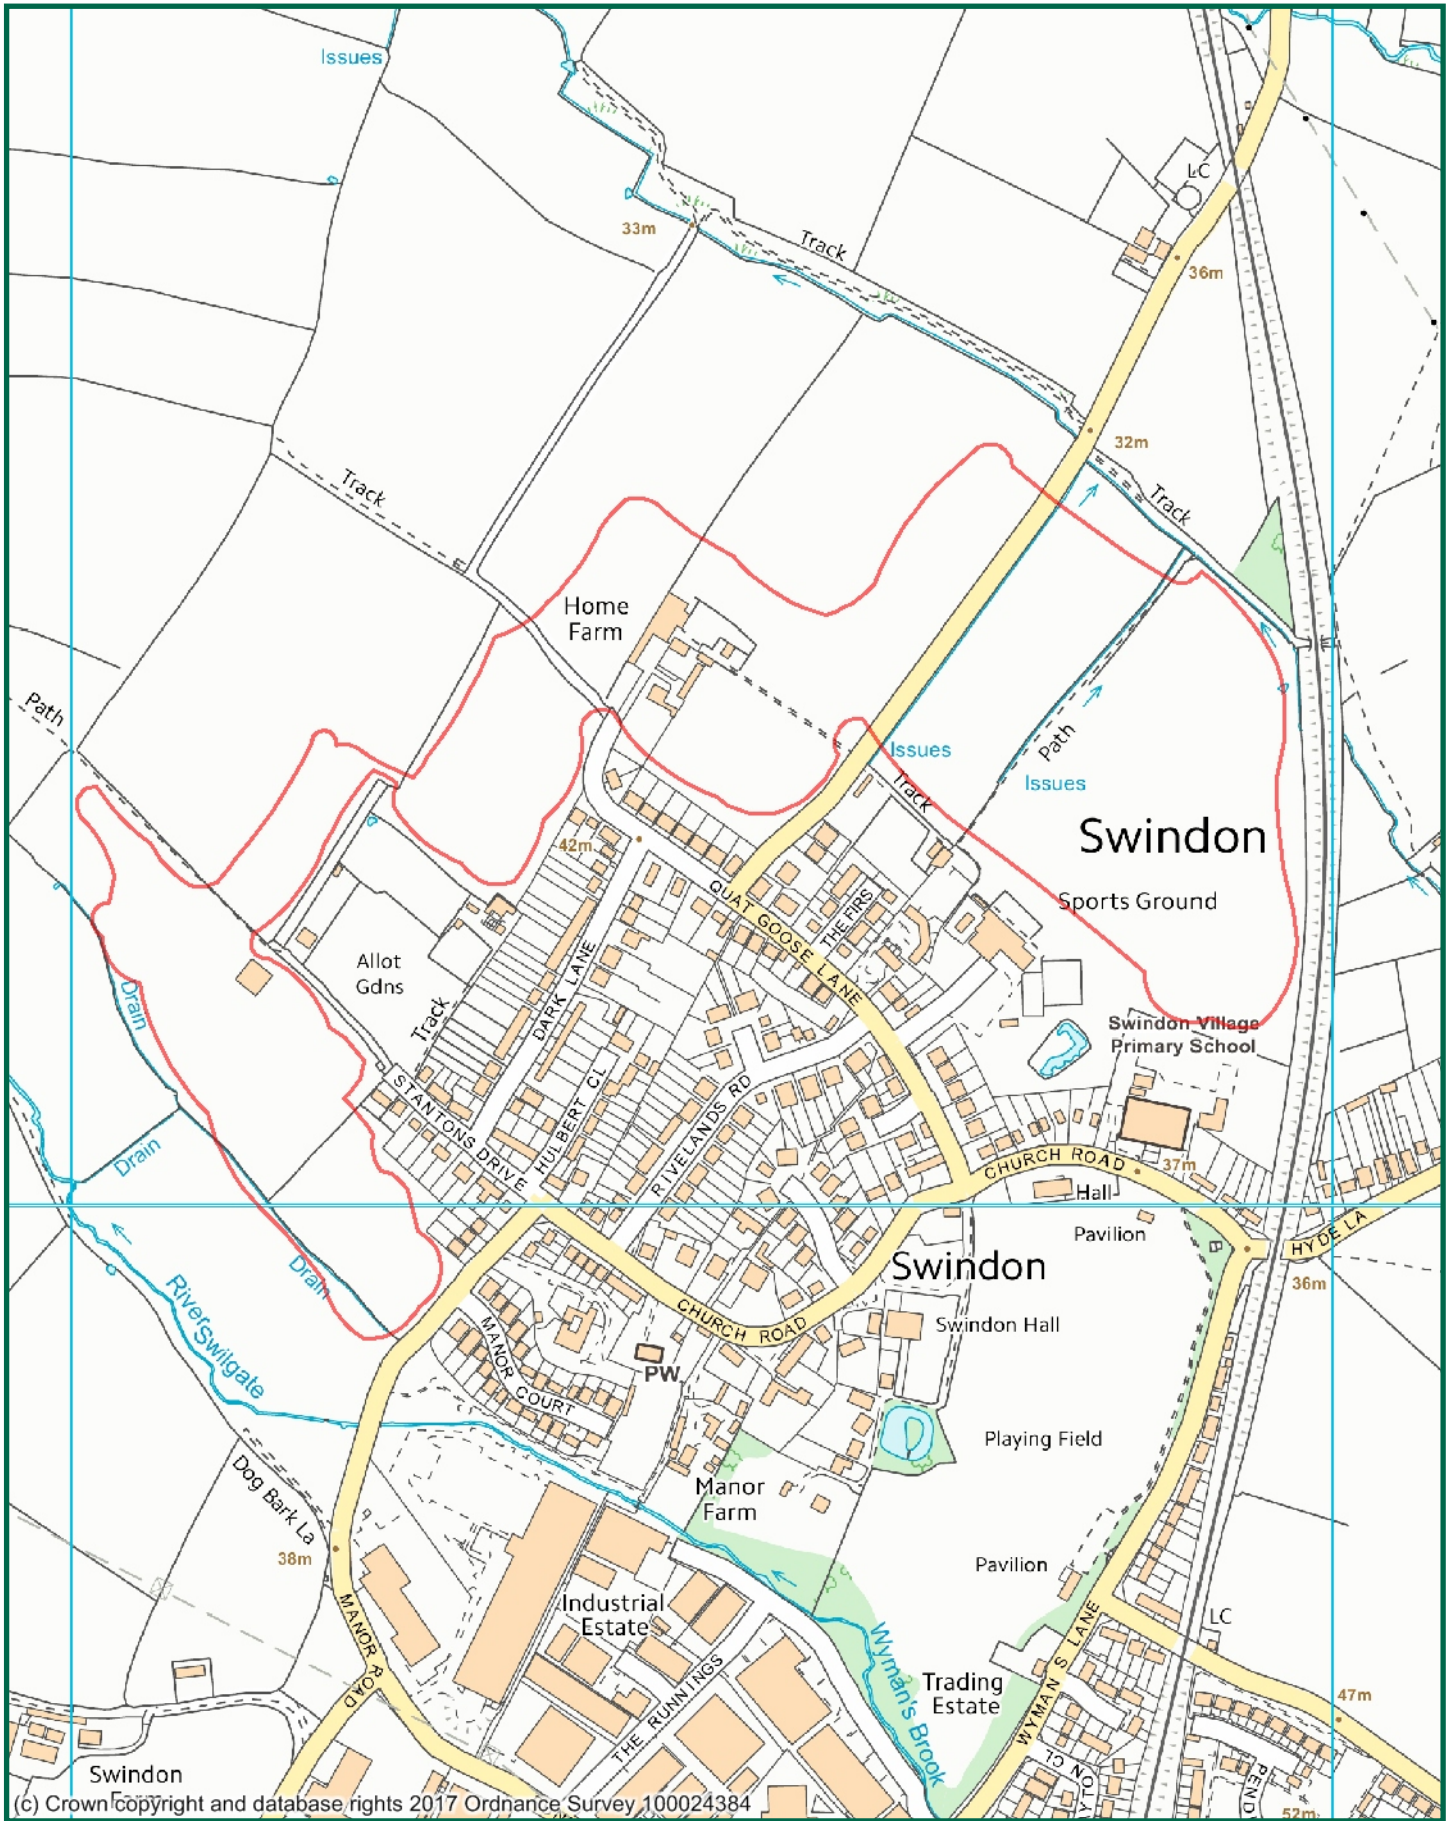 Issues
LC
33m
Track
36m
32m
Track
Track
Home
Farm
Path
Issues
Track
Path
Issues
Swindon
42m
QUAT GOOSE LANE
THE FIRS
Sports Ground
Allot
Gdns
DARK LANE
Drain
Track
Swindon Village
Primary School
STANTONS DRIVE
HULBERT CL
RIVELANDS RD
Drain
CHURCH ROAD
37m
Hall
Pavilion
HYDE LA
Swindon
36m
Drain
River Swilgate
CHURCH ROAD
Swindon Hall
MANOR COURT
PW
Playing Field
Dog Bark La
Manor
Farm
38m
Pavilion
MANOR ROAD
Industrial
Estate
LC
WYMAN S LANE
Wyman's Brook
Trading
Estate
THE RUNNINGS
47m
Swindon
PEND
YTON CL
52m
(c) Crown copyright and database rights 2017 Ordnance Survey 100024384